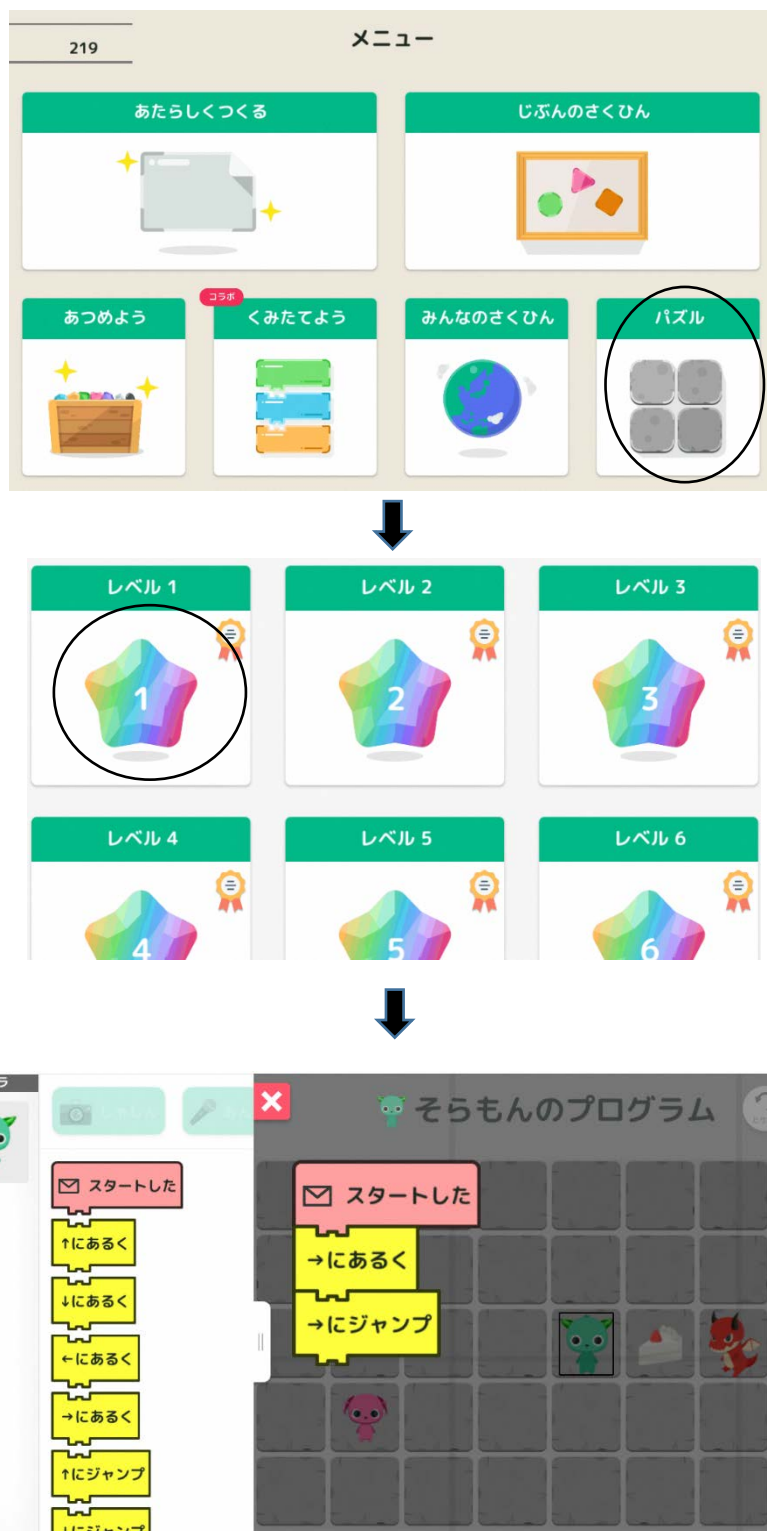 219
メニュー
あたらしくつくる
じぶんのさくひん
コラボ
あつめよう
くみたてよう
みんなのさくひん
パズル
レベル 1
レベル 2
レベル 3
1
2
3
レベル 4
レベル 5
レベル 6
4
5
6
ラ
そらもんのプログラム
スタートした
↑にあるく
↓にあるく
←にあるく
→にあるく
↑にジャンプ
↓にジャンプ
スタートした
→にあるく
→にジャンプ